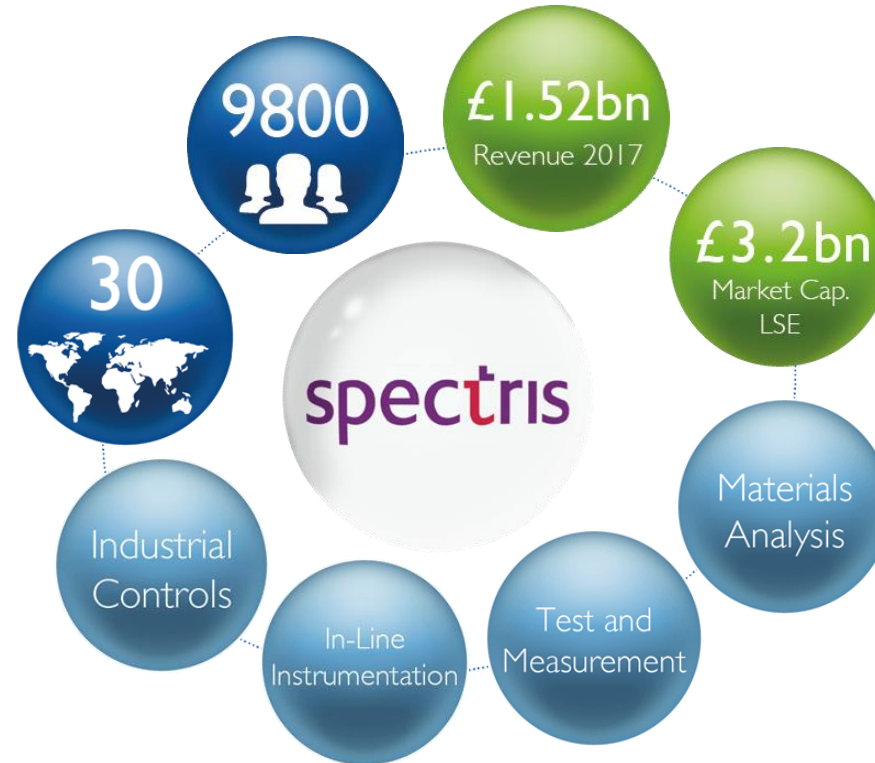 9800
£1.52bn
Revenue 2017
£3.2bn
Market Cap.
LSE
30
spectris
Materials
Analysis
Industrial
Controls
Test and
Measurement
In-Line
Instrumentation